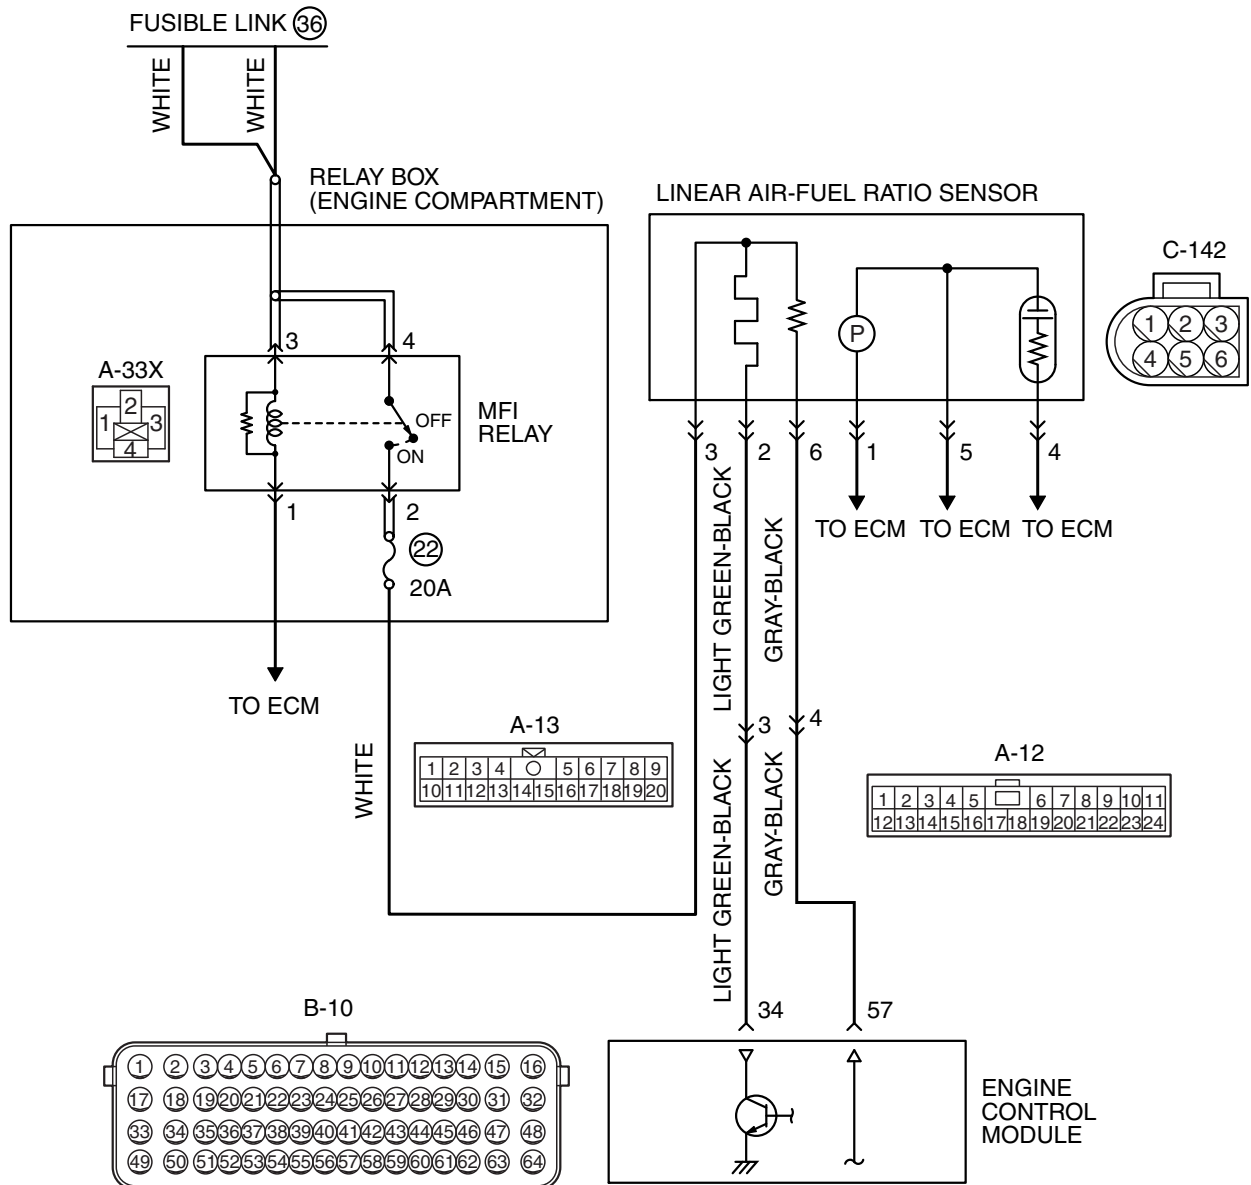 FUSIBLE LINK 36
WHITE
WHITE
RELAY BOX
(ENGINE COMPARTMENT)
LINEAR AIR-FUEL RATIO SENSOR
C-142
1 2 3
4 5 6
P
3 4
A-33X
2
1 3
4
OFF
ON
MFI
RELAY
1 2
22
20A
3 2 6 1 5 4
TO ECM TO ECM TO ECM
LIGHT GREEN-BLACK
GRAY-BLACK
TO ECM
3 4
WHITE
A-13
1 2 3 4 5 6 7 8 9
10 11 12 13 14 15 16 17 18 19 20
LIGHT GREEN-BLACK
GRAY-BLACK
A-12
1 2 3 4 5 6 7 8 9 10 11
12 13 14 15 16 17 18 19 20 21 22 23 24
34 57
B-10
1 2 3 4 5 6 7 8 9 10 11 12 13 14 15 16
17 18 19 20 21 22 23 24 25 26 27 28 29 30 31 32
33 34 35 36 37 38 39 40 41 42 43 44 45 46 47 48
49 50 51 52 53 54 55 56 57 58 59 60 61 62 63 64
ENGINE
CONTROL
MODULE